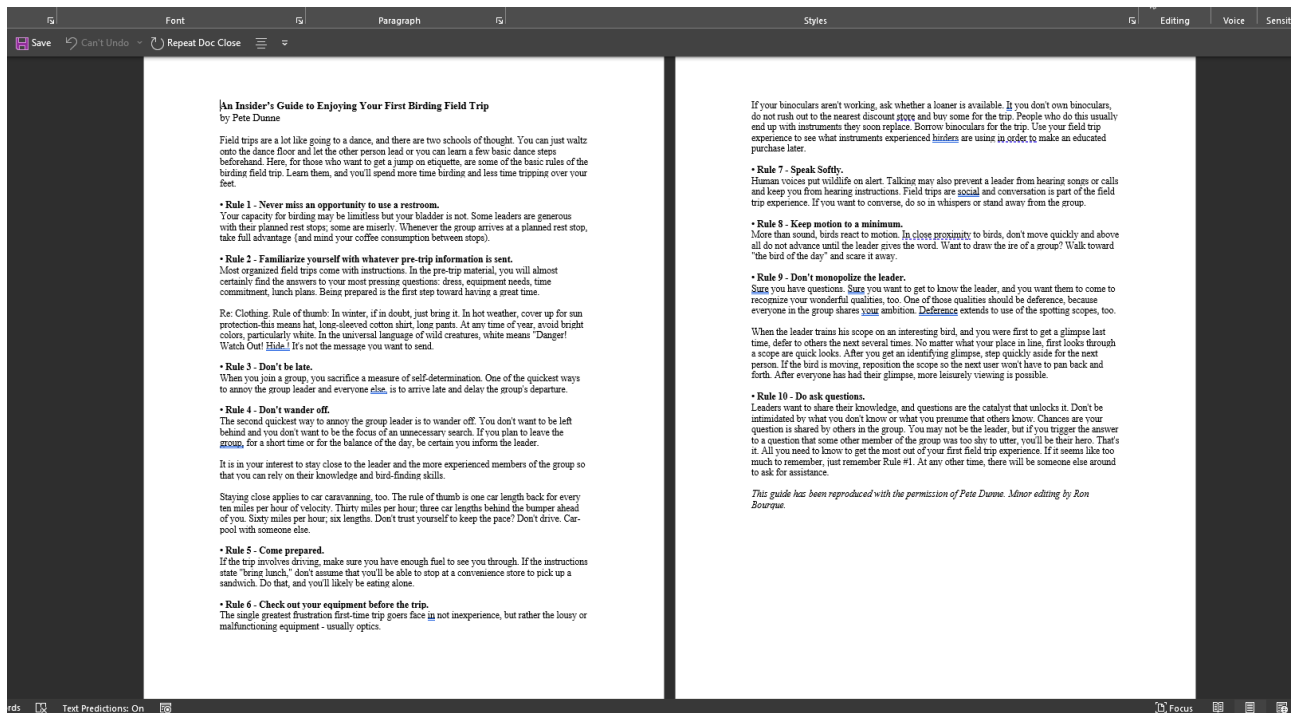 Font
Paragraph
Styles
Editing
Voice
Sensit
Save
Can't Undo
Repeat Doc Close
An Insider's Guide to Enjoying Your First Birding Field Trip
by Pete Dunne
Field trips are a lot like going to a dance, and there are two schools of thought. You can just waltz
onto the dance floor and let the other person lead or you can learn a few basic dance steps
beforehand. Here, for those who want to get a jump on etiquette, are some of the basic rules of the
birding field trip. Learn them, and you'll spend more time birding and less time tripping over your
feet.
• Rule 1 - Never miss an opportunity to use a restroom.
Your capacity for birding may be limitless but your bladder is not. Some leaders are generous
with their planned rest stops; some are miserly. Whenever the group arrives at a planned rest stop,
take full advantage {and mind your coffee consumption between stops).
• Rule 2 - Familiarize yourself with whatever pre-trip information is sent.
Most organized field trips come with instructions. In the pre-trip material, you will almost
certainly find the answers to your most pressing questions: dress, equipment needs, time
commitment, lunch plans. Being prepared is the first step toward having a great time.
Re: Clothing. Rule of thumb: In winter, if in doubt, just bring it. In hot weather, cover up for sun
protection-this means hat, long-sleeved cotton shirt, long pants. At any time of year, avoid bright
colors, particularly white. In the universal language of wild creatures, white means "Danger!
Watch Out! Hide ! It's not the message you want to send.
• Rule 3 - Don't be late.
When you join a group, you sacrifice a measure of self-determination. One of the quickest ways
to annoy the group leader and everyone else, is to arrive late and delay the group's departure.
• Rule 4 - Don't wander off.
The second quickest way to annoy the group leader is to wander off. You don't want to be left
behind and you don't want to be the focus of an unnecessary search. If you plan to leave the
group, for a short time or for the balance of the day, be certain you inform the leader.
It is in your interest to stay close to the leader and the more experienced members of the group so
that you can rely on their knowledge and bird-finding skills.
Staying close applies to car caravanning, too. The rule of thumb is one car length back for every
ten miles per hour of velocity. Thirty miles per hour; three car lengths behind the bumper ahead
of you. Sixty miles per hour; six lengths. Don't trust yourself to keep the pace? Don't drive. Car-
pool with someone else.
• Rule 5 - Come prepared.
If the trip involves driving, make sure you have enough fuel to see you through. If the instructions
state "bring lunch," don't assume that you'll be able to stop at a convenience store to pick up a
sandwich. Do that, and you'll likely be eating alone.
• Rule 6 - Check out your equipment before the trip.
The single greatest frustration first-time trip goers face in not inexperience, but rather the lousy or
malfunctioning equipment - usually optics.
If your binoculars aren't working, ask whether a loaner is available. It you don't own binoculars,
do not rush out to the nearest discount store and buy some for the trip. People who do this usually
end up with instruments they soon replace. Borrow binoculars for the trip. Use your field trip
experience to see what instruments experienced hirders are using in order to make an educated
purchase later.
• Rule 7 - Speak Softly.
Human voices put wildlife on alert. Talking may also prevent a leader from hearing songs or calls
and keep you from hearing instructions. Field trips are social and conversation is part of the field
trip experience. If you want to converse, do so in whispers or stand away from the group.
• Rule 8 - Keep motion to a minimum.
More than sound, birds react to motion. In close proximity to birds, don't move quickly and above
all do not advance until the leader gives the word. Want to draw the ire of a group? Walk toward
"the bird of the day" and scare it away.
• Rule 9 - Don't monopolize the leader.
Sure you have questions. Sure you want to get to know the leader, and you want them to come to
recognize your wonderful qualities, too. One of those qualities should be deference, because
everyone in the group shares your ambition. Deference extends to use of the spotting scopes, too.
When the leader trains his scope on an interesting bird, and you were first to get a glimpse last
time, defer to others the next several times. No matter what your place in line, first looks through
a scope are quick looks. After you get an identifying glimpse, step quickly aside for the next
person. If the bird is moving, reposition the scope so the next user won't have to pan back and
forth. After everyone has had their glimpse, more leisurely viewing is possible.
• Rule 10 - Do ask questions.
Leaders want to share their knowledge, and questions are the catalyst that unlocks it. Don't be
intimidated by what you don't know or what you presume that others know. Chances are your
question is shared by others in the group. You may not be the leader, but if you trigger the answer
to a question that some other member of the group was too shy to utter, you'll be their hero. That's
it. All you need to know to get the most out of your first field trip experience. If it seems like too
much to remember, just remember Rule #1. At any other time, there will be someone else around
to ask for assistance.
This guide has been reproduced with the permission of Pete Dunne. Minor editing by Ron
Bourque.
rds
Text Predictions: On
Focus